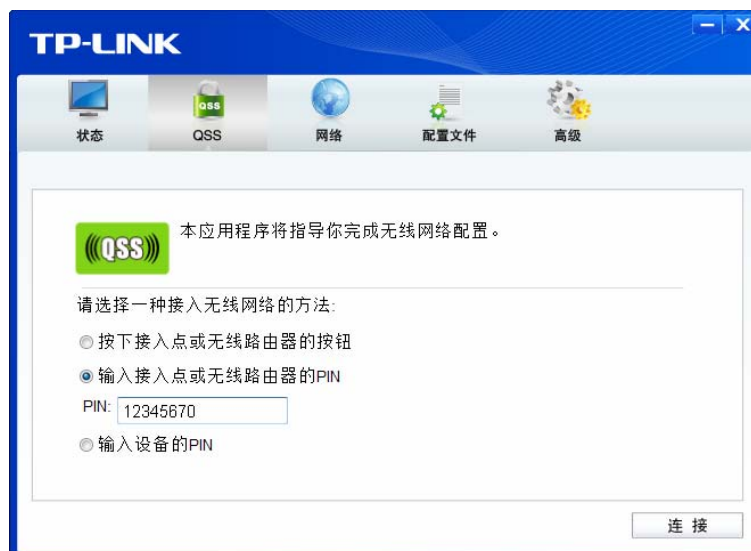 TP-LINK
QSS
状态 QSS 网络 配置文件 高级
QSS
本应用程序将指导你完成无线网络配置。
请选择一种接入无线网络的方法:
按下接入点或无线路由器的按钮
输入接入点或无线路由器的PIN
PIN: 12345670
输入设备的PIN
连 接